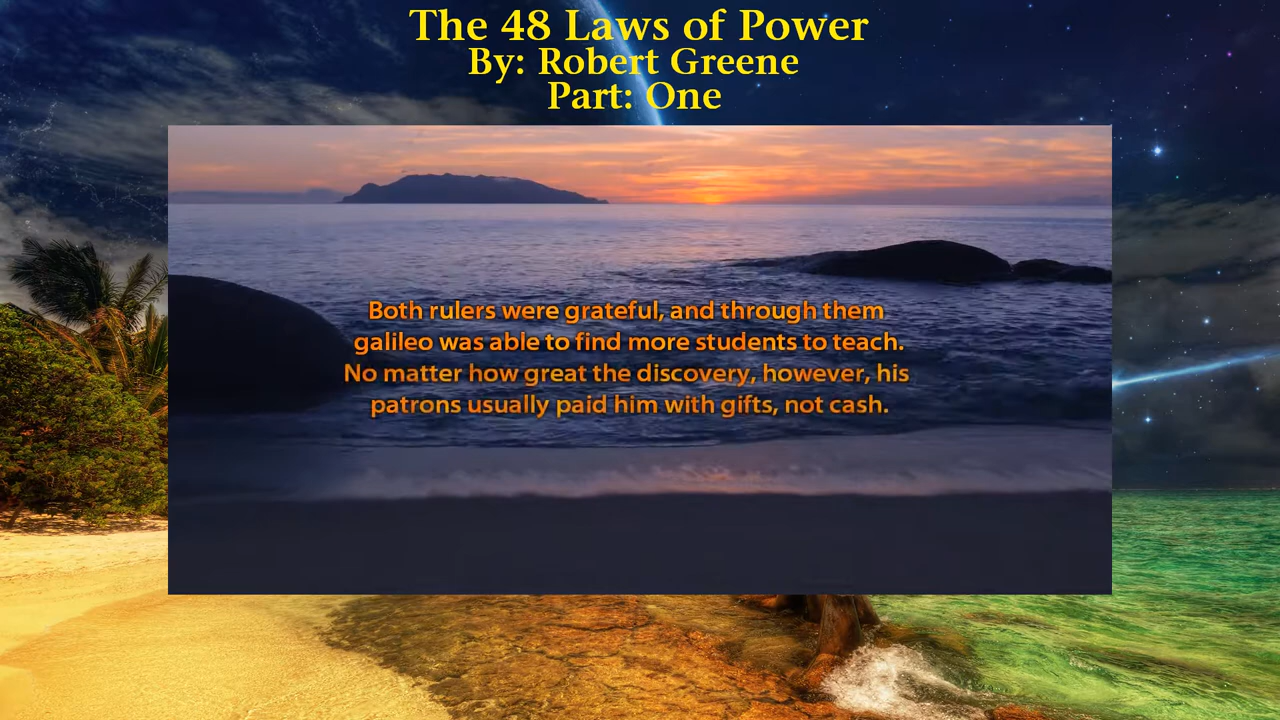 The 48 Laws of Power
By: Robert Greene
Part: One
Both rulers were grateful, and through them
galileo was able to find more students to teach.
No matter how great the discovery, however, his
patrons usually paid him with gifts, not cash.